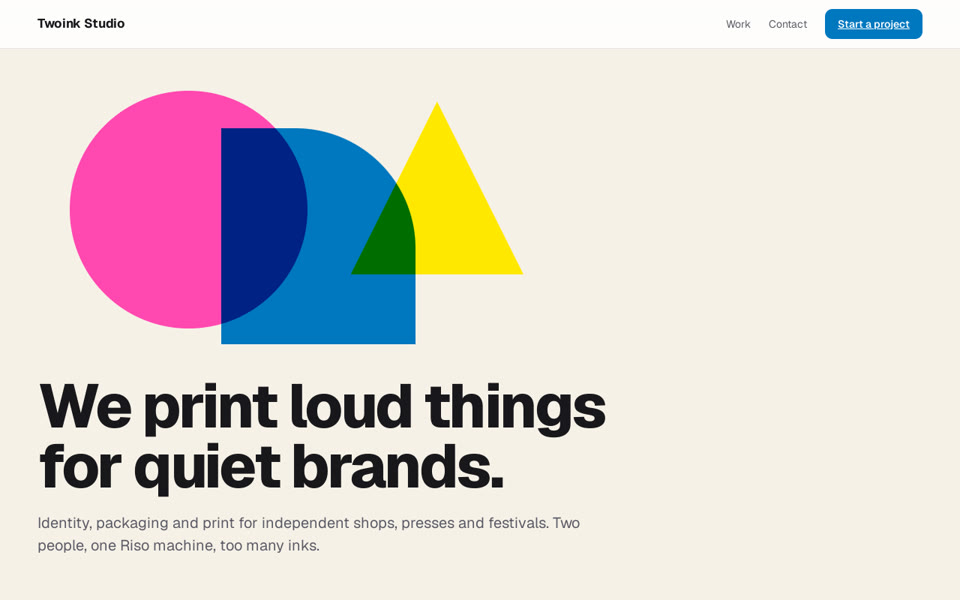 Twoink Studio
Work
Contact
Start a project
We print loud things
for quiet brands.
Identity, packaging and print for independent shops, presses and festivals. Two
people, one Riso machine, too many inks.